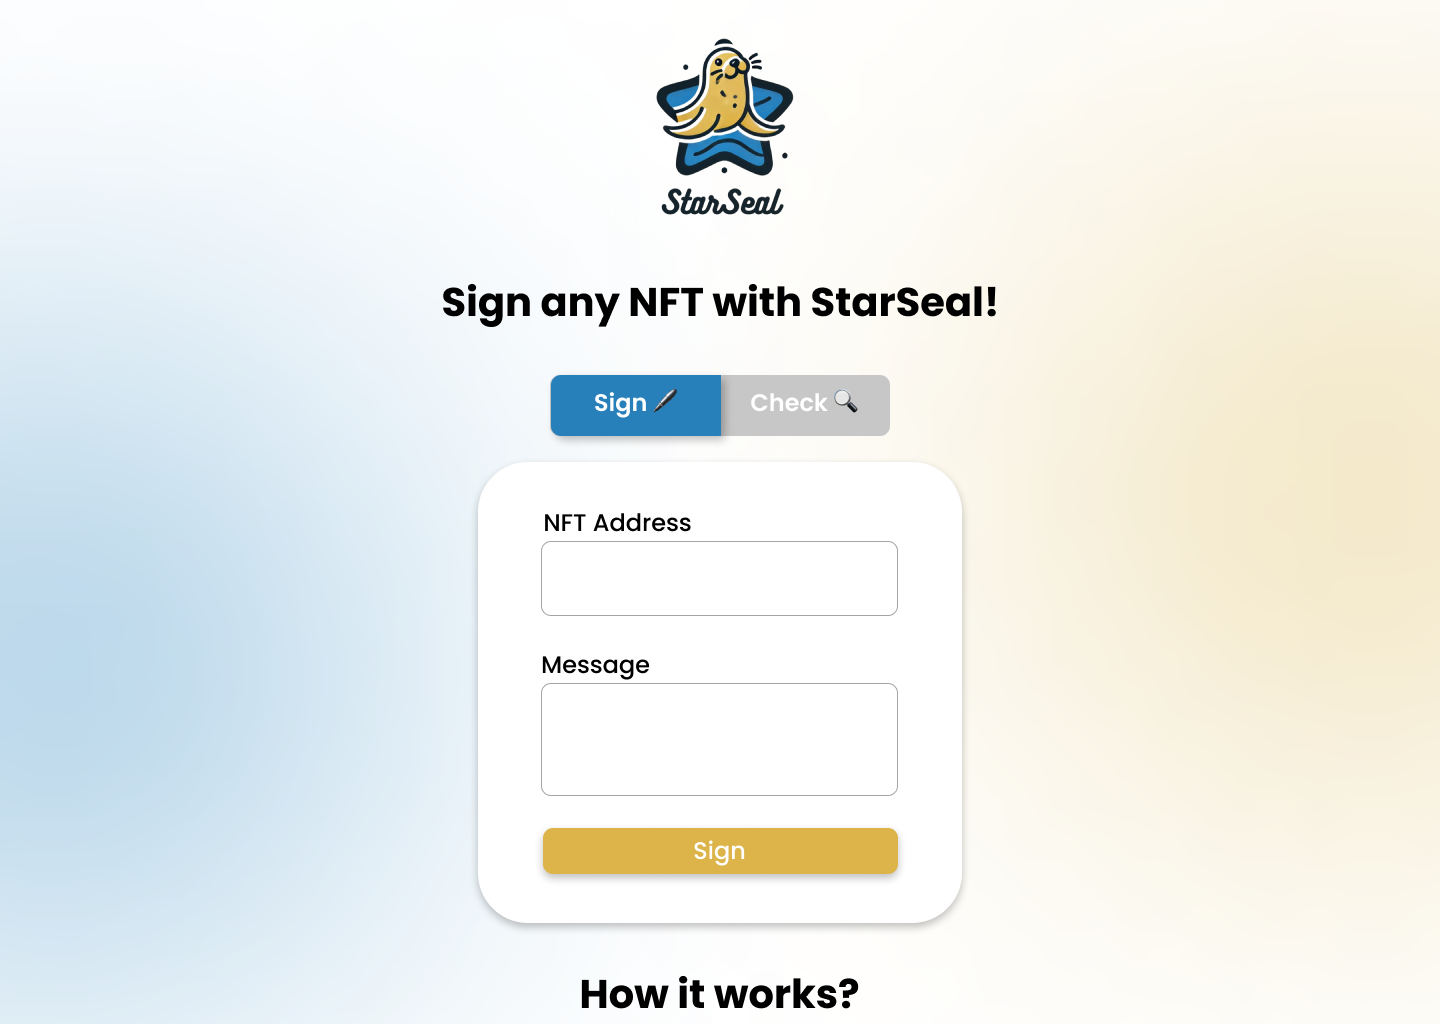 StarSeal
Sign any NFT with StarSeal!
Sign 🖋️ Check 🔍
NFT Address
Message
Sign
How it works?